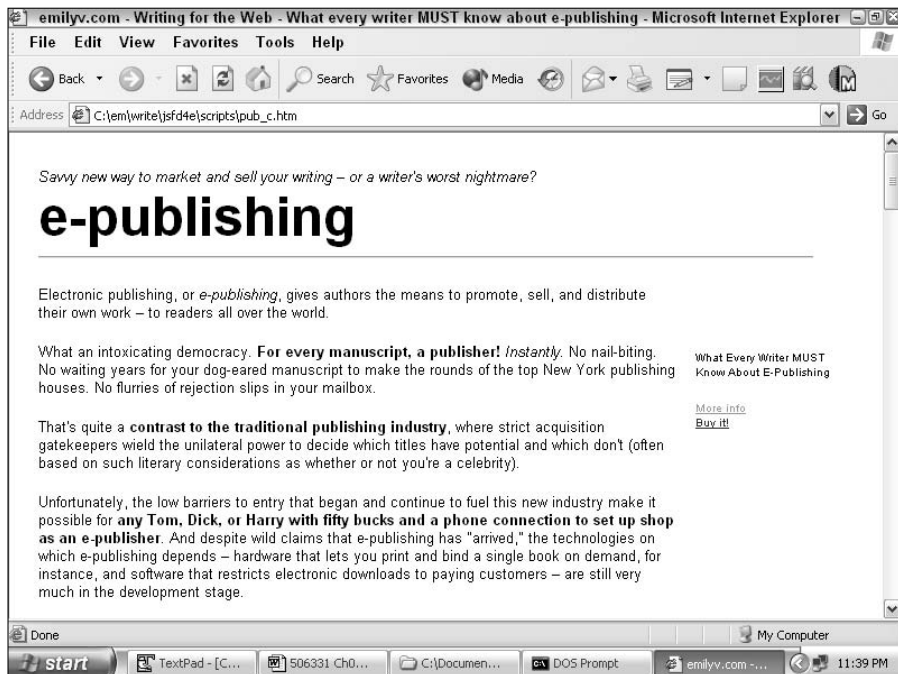 emilyv.com - Writing for the Web - What every writer MUST know about e-publishing - Microsoft Internet Explorer
File Edit View Favorites Tools Help
Back Search Favorites Media
Address C:\em\write\jsfd4e\scripts\pub_c.htm Go
Savvy new way to market and sell your writing – or a writer's worst nightmare?
e-publishing
Electronic publishing, or e-publishing, gives authors the means to promote, sell, and distribute
their own work – to readers all over the world.
What an intoxicating democracy. For every manuscript, a publisher! Instantly. No nail-biting.
No waiting years for your dog-eared manuscript to make the rounds of the top New York publishing
houses. No flurries of rejection slips in your mailbox.
What Every Writer MUST
Know About E-Publishing
More info
Buy it!
That's quite a contrast to the traditional publishing industry, where strict acquisition
gatekeepers wield the unilateral power to decide which titles have potential and which don't (often
based on such literary considerations as whether or not you're a celebrity).
Unfortunately, the low barriers to entry that began and continue to fuel this new industry make it
possible for any Tom, Dick, or Harry with fifty bucks and a phone connection to set up shop
as an e-publisher. And despite wild claims that e-publishing has "arrived," the technologies on
which e-publishing depends – hardware that lets you print and bind a single book on demand, for
instance, and software that restricts electronic downloads to paying customers – are still very
much in the development stage.
Done My Computer
start TextPad - [C... 506331 Ch0... C:\Documen... DOS Prompt emilyv.com -... 11:39 PM